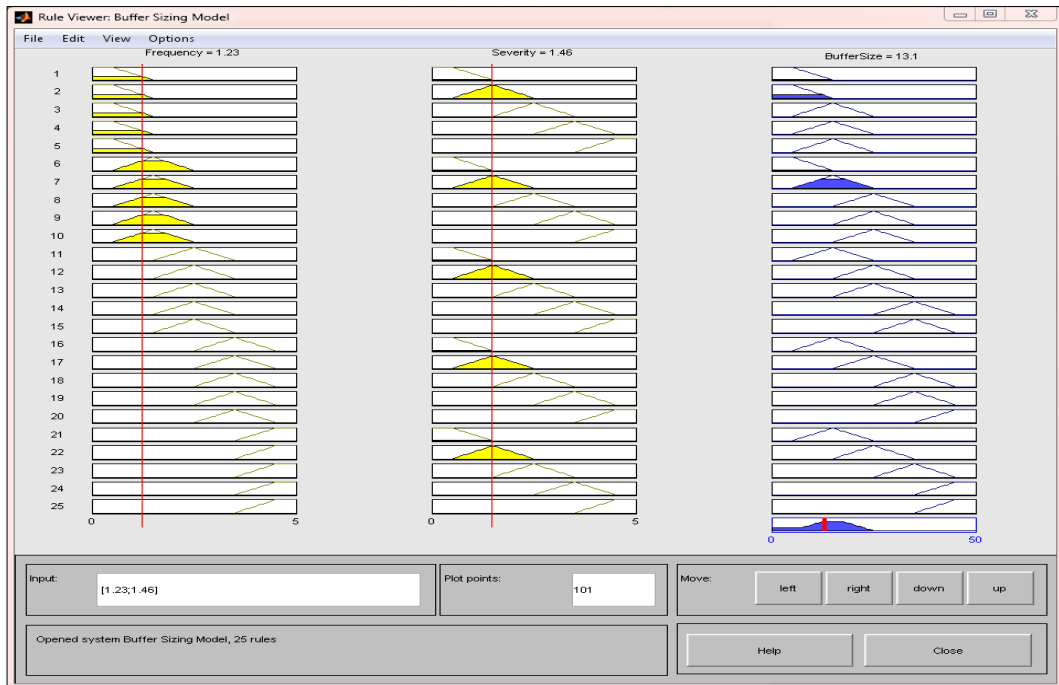 Rule Viewer: Buffer Sizing Model
File Edit View Options
Frequency = 1.23
Severity = 1.46
BufferSize = 13.1
1
2
3
4
5
6
7
8
9
10
11
12
13
14
15
16
17
18
19
20
21
22
23
24
25
0 5
0 5
0 50
Input: [1.23;1.46]
Plot points: 101
Move: left right down up
Opened system Buffer Sizing Model, 25 rules
Help Close